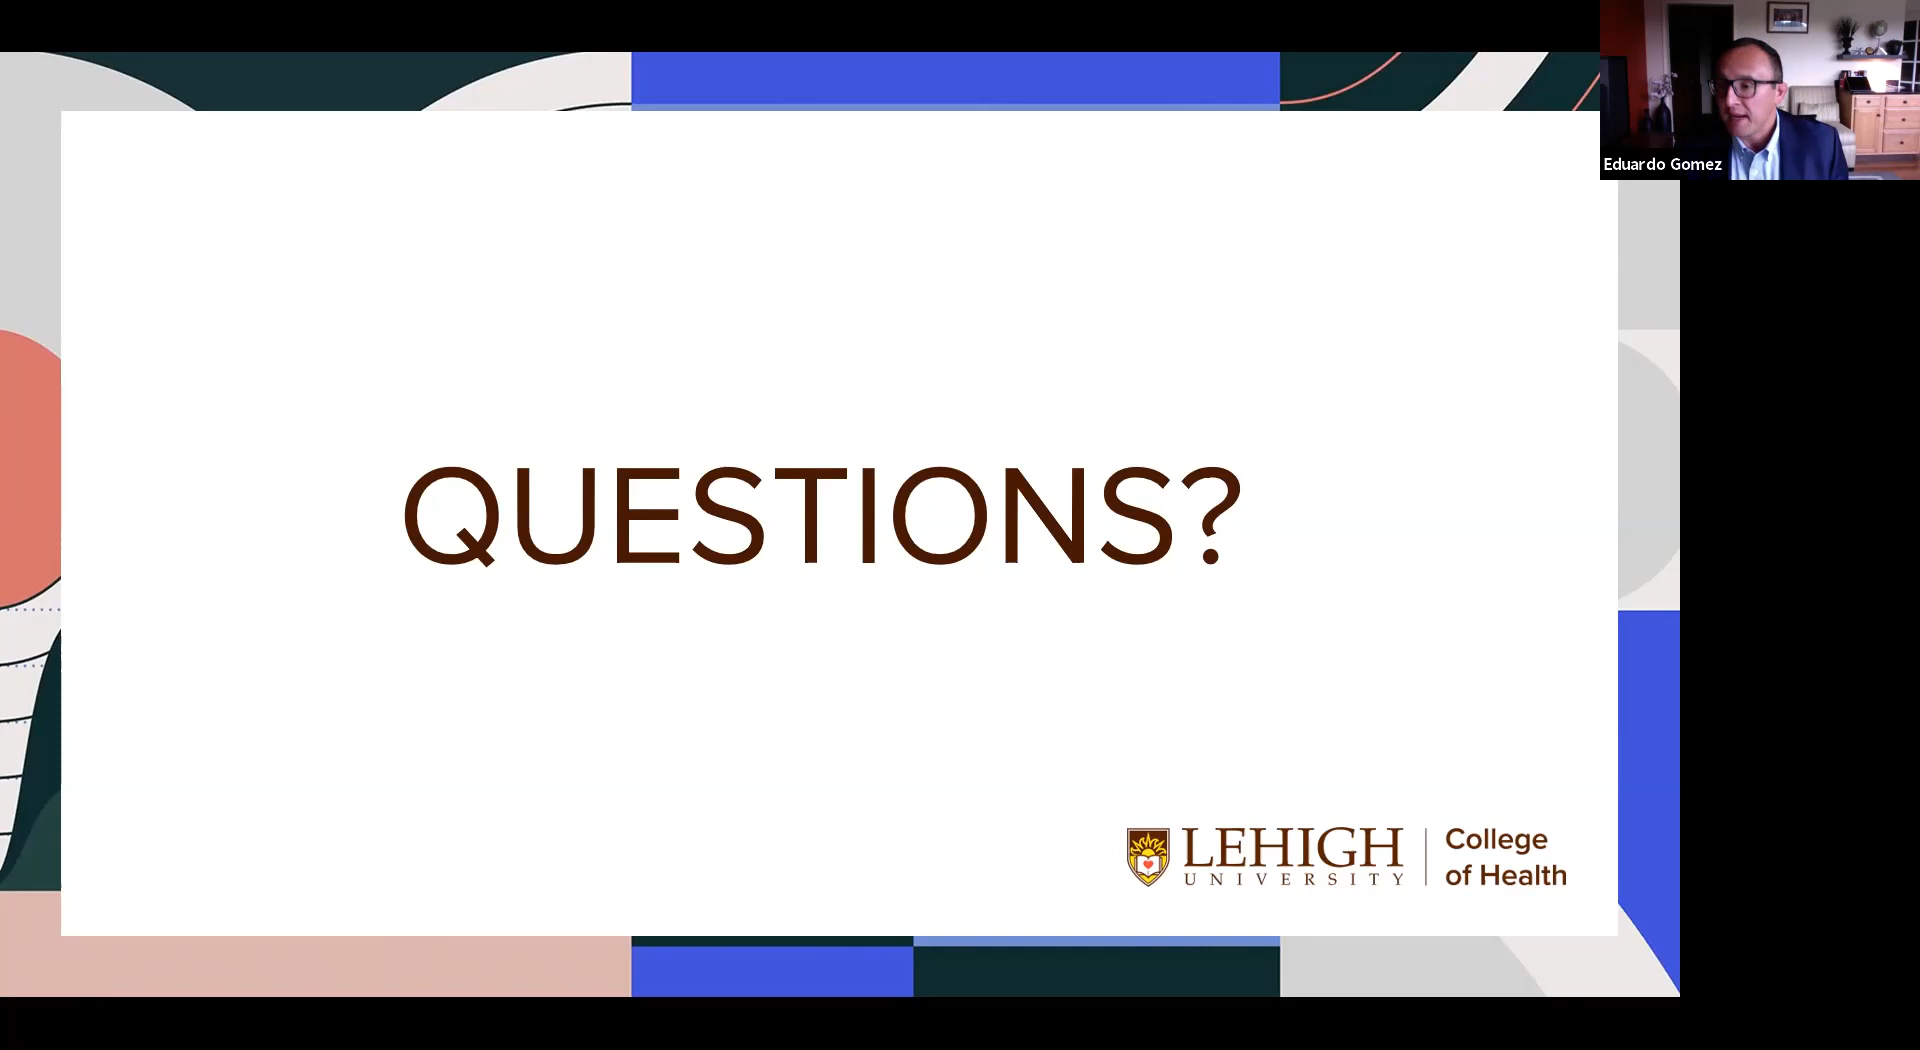 Eduardo Gomez
QUESTIONS?
LEHIGH
UNIVERSITY
College
of Health